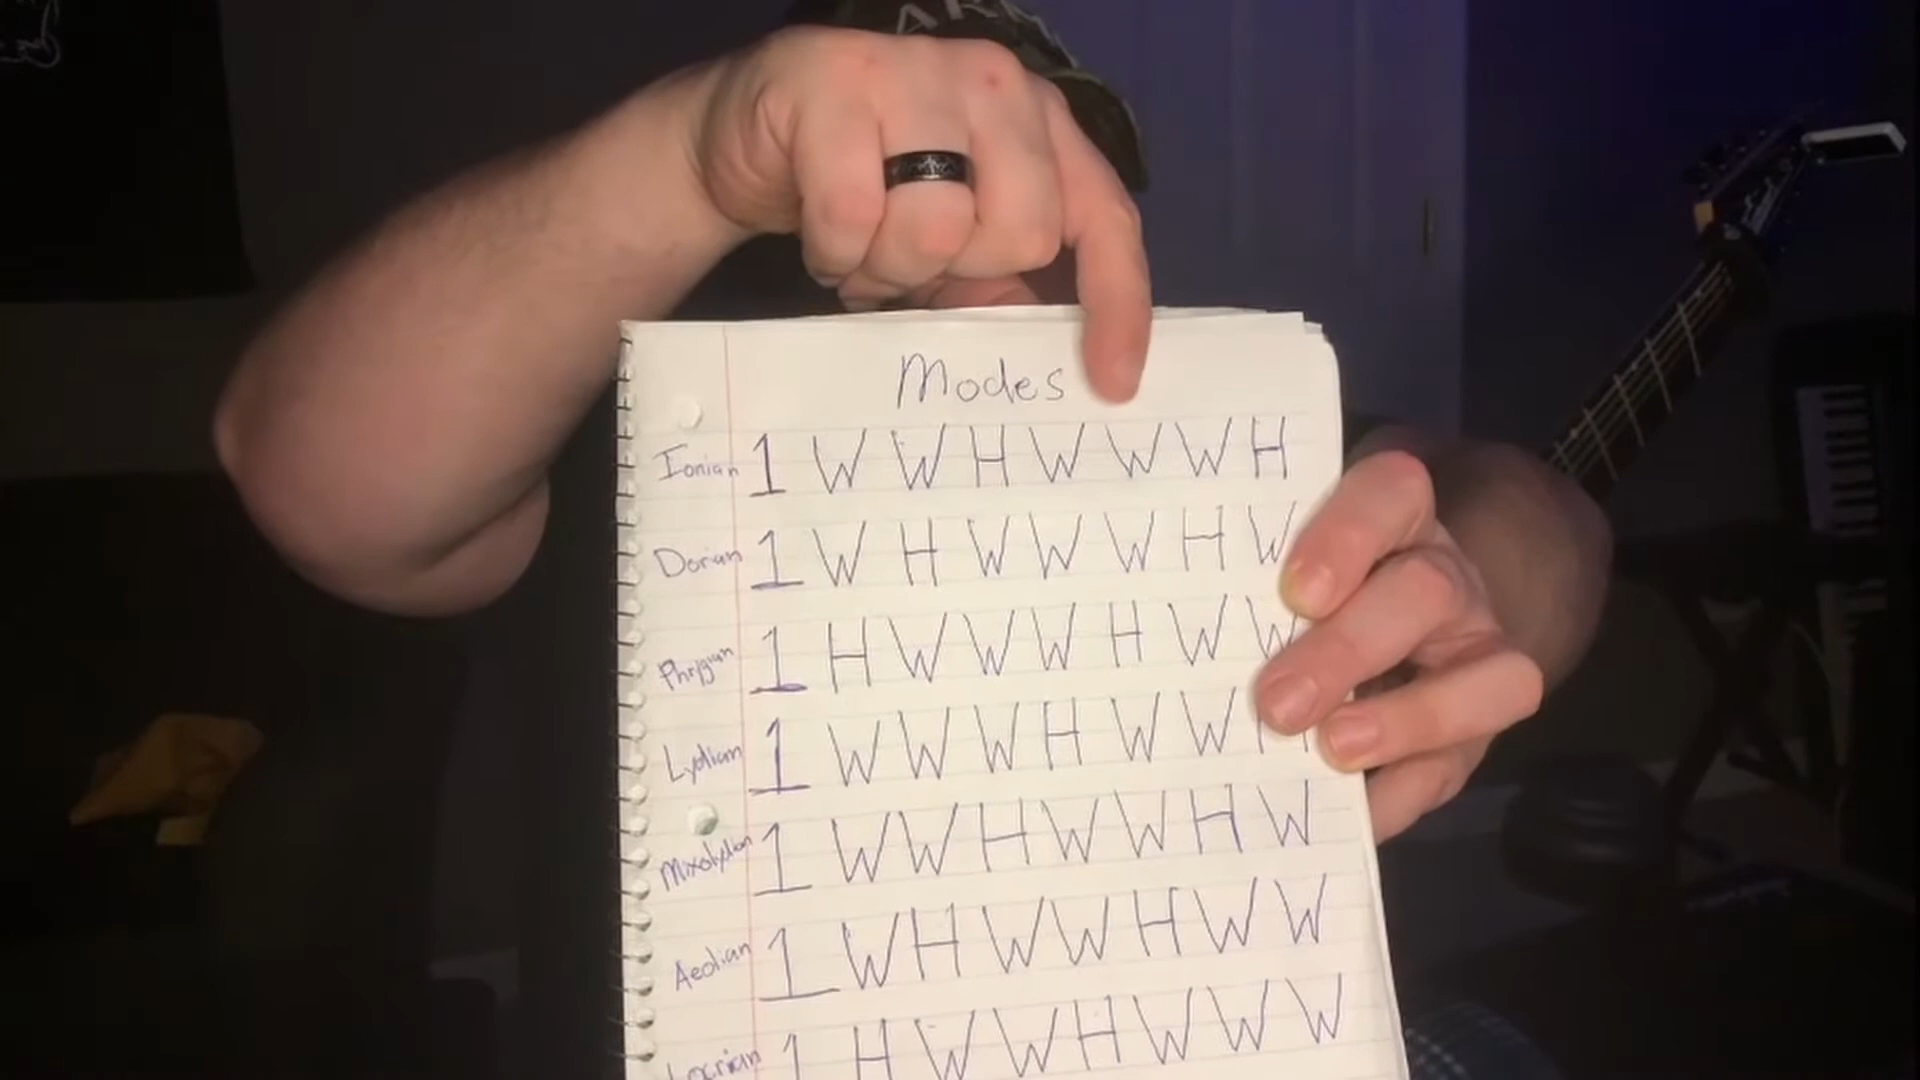 Modes
Ionian 1 W W H W W W H
Dorian 1 W H W W W H W
Phrygian 1 H W W W H W W
Lydian 1 W W W H W W H
Mixolydian 1 W W H W W H W
Aeolian 1 W H W W H W W
Locrian 1 H W W H W W W